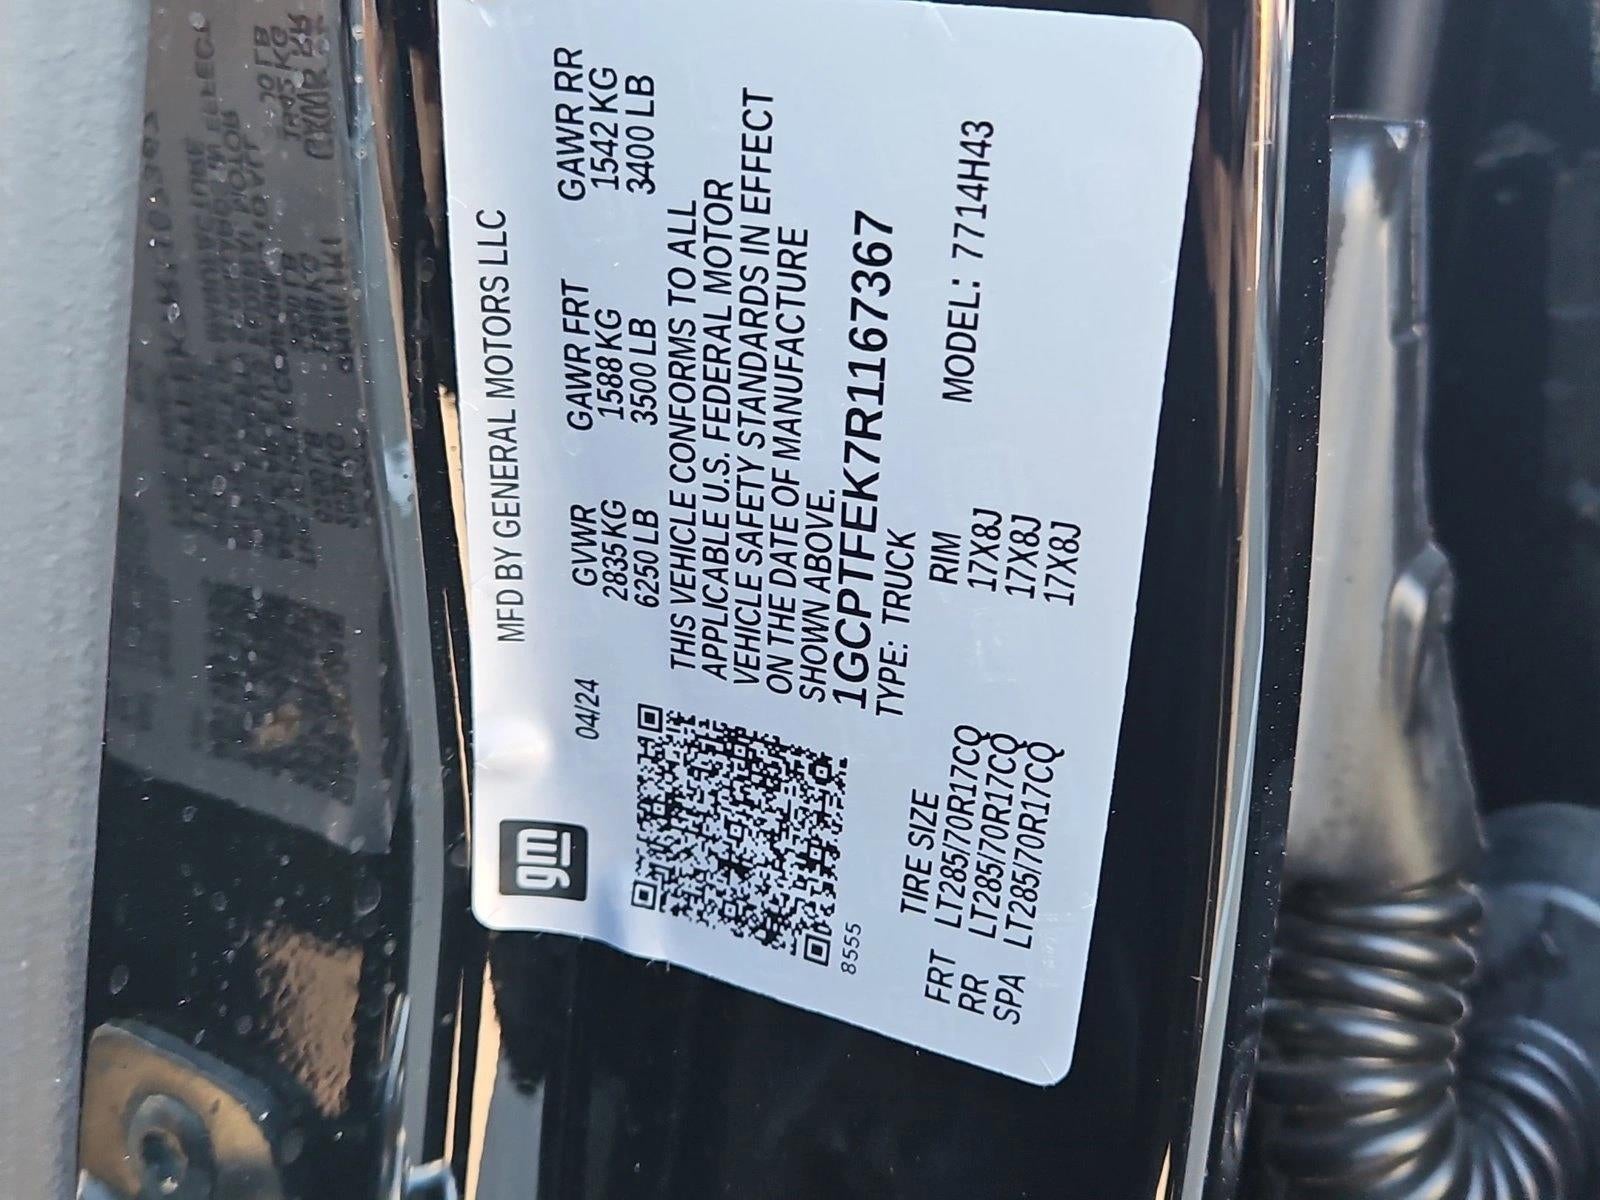 gm
MFD BY GENERAL MOTORS LLC
04/24
GVWR GAWR FRT GAWR RR
2835 KG 1588 KG 1542 KG
6250 LB 3500 LB 3400 LB
THIS VEHICLE CONFORMS TO ALL
APPLICABLE U.S. FEDERAL MOTOR
VEHICLE SAFETY STANDARDS IN EFFECT
ON THE DATE OF MANUFACTURE
SHOWN ABOVE.
1GCPTFEK7R1167367
8555
TYPE: TRUCK
MODEL: 7714H43
TIRE SIZE RIM
FRT LT285/70R17CQ 17X8J
RR LT285/70R17CQ 17X8J
SPA LT285/70R17CQ 17X8J